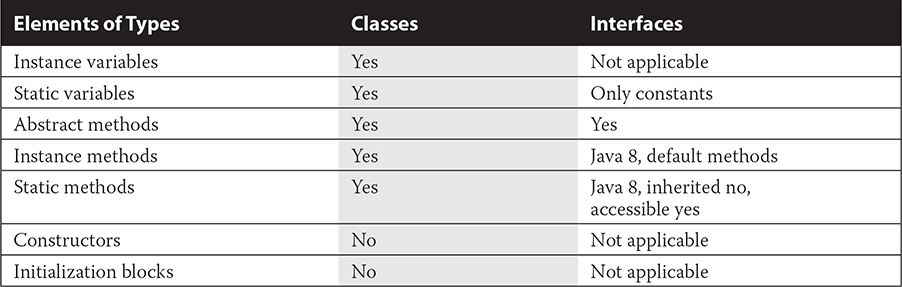 Elements of Types Classes Interfaces
Instance variables Yes Not applicable
Static variables Yes Only constants
Abstract methods Yes Yes
Instance methods Yes Java 8, default methods
Static methods Yes Java 8, inherited no,
accessible yes
Constructors No Not applicable
Initialization blocks No Not applicable